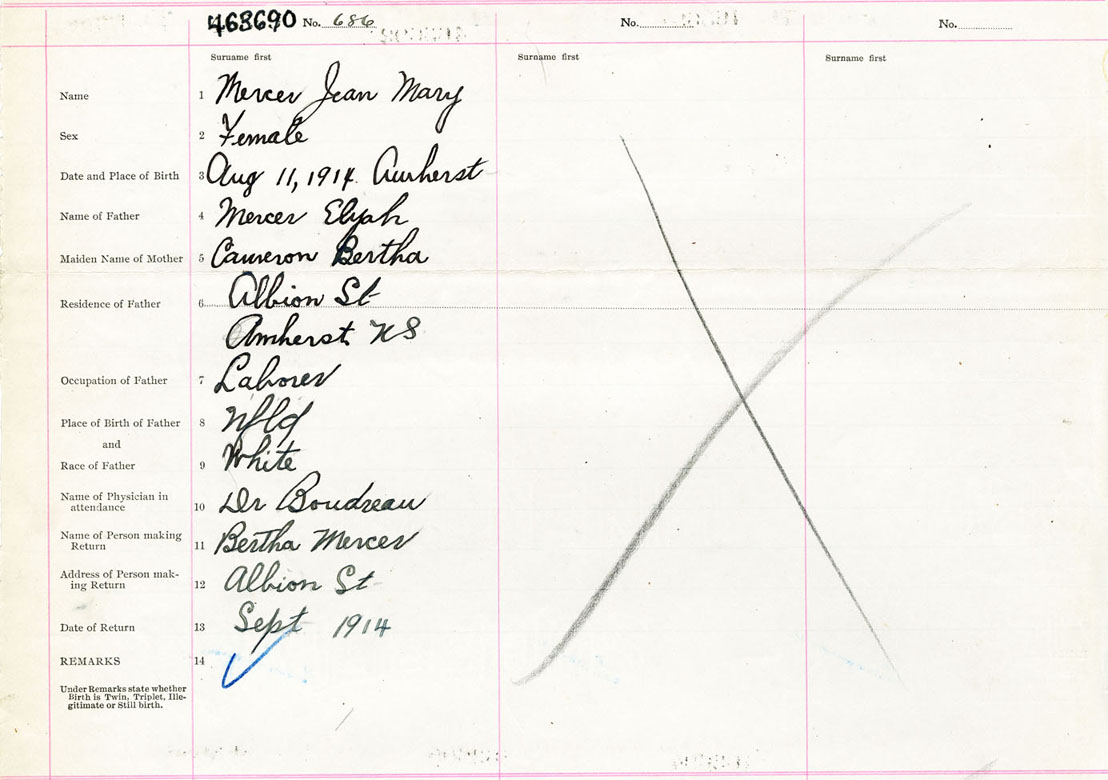 463690 No. 686 No. No.
Surname first Surname first Surname first
Name 1 Mercer Jean Mary
Sex 2 Female
Date and Place of Birth 3 Aug 11, 1914. Amherst
Name of Father 4 Mercer Elijah
Maiden Name of Mother 5 Cameron Bertha
Residence of Father 6 Albion St
Amherst NS
Occupation of Father 7 Laborer
Place of Birth of Father 8 Nfld
and
Race of Father 9 White
Name of Physician in
attendance 10 Dr Boudreau
Name of Person making
Return 11 Bertha Mercer
Address of Person mak-
ing Return 12 Albion St
Date of Return 13 Sept 1914
REMARKS 14
Under Remarks state whether
Birth is Twin, Triplet, Ille-
gitimate or Still birth.